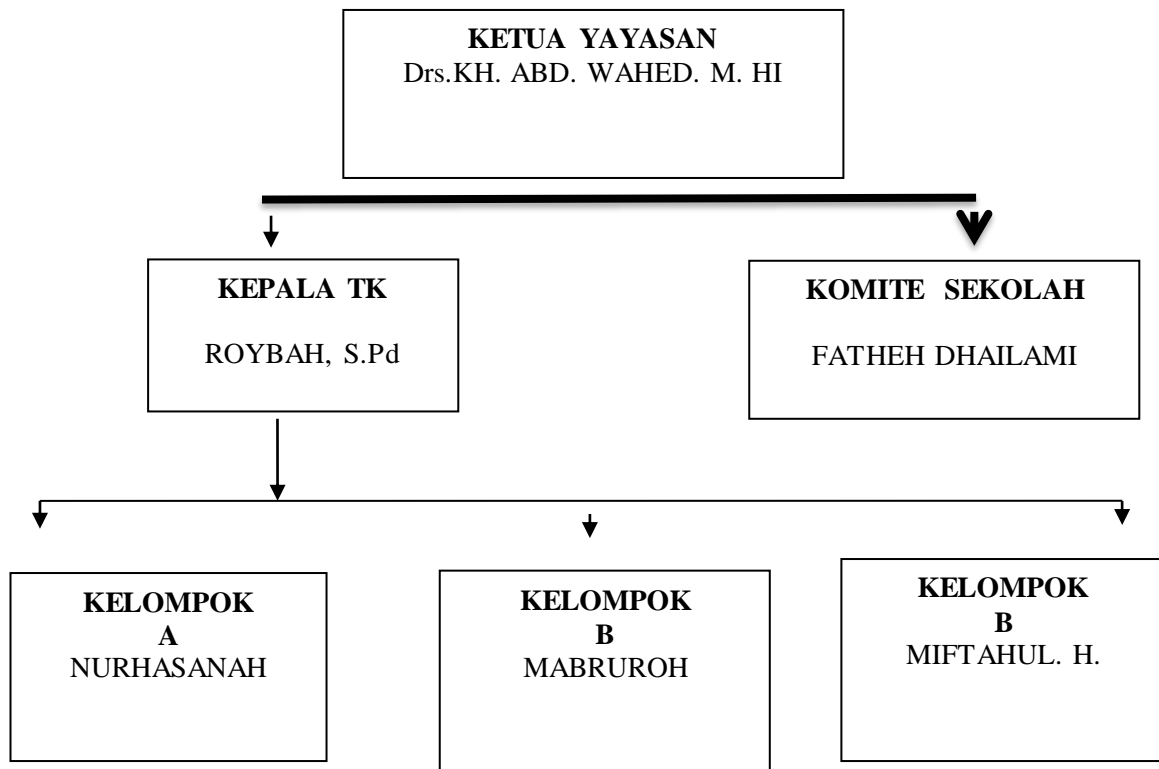 KETUA YAYASAN
Drs.KH. ABD. WAHED. M. HI
KEPALA TK
ROYBAH, S.Pd
KOMITE SEKOLAH
FATHEH DHAILAMI
KELOMPOK
A
NURHASANAH
KELOMPOK
B
MABRUROH
KELOMPOK
B
MIFTAHUL. H.